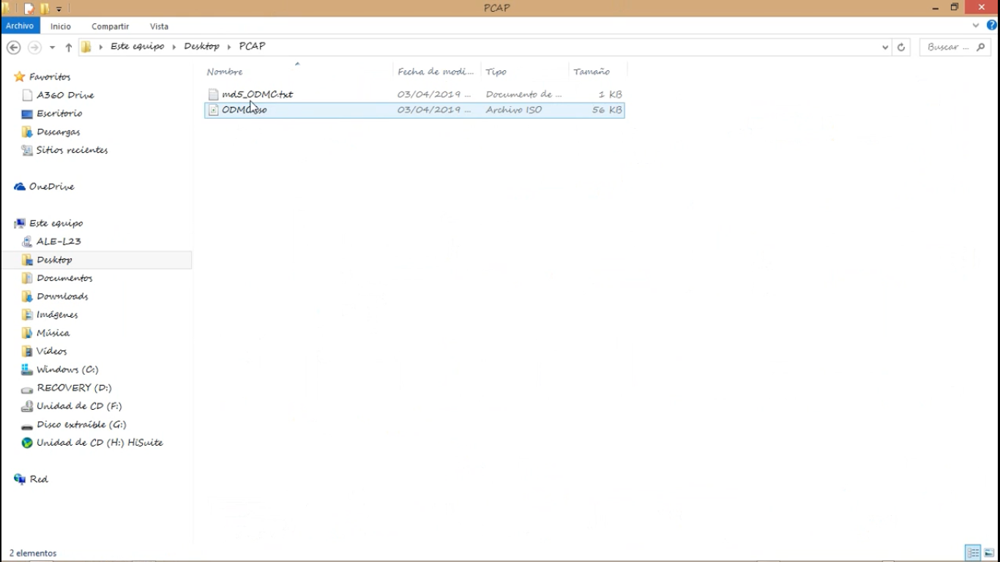 PCAP
Archivo Inicio Compartir Vista
Este equipo Desktop PCAP
Buscar ...
Nombre Fecha de modi... Tipo Tamaño
md5_ODMC.txt 03/04/2019 ... Documento de ... 1 KB
03/04/2019 ... Archivo ISO 56 KB
Favoritos
A360 Drive
Escritorio
Descargas
Sitios recientes
OneDrive
Este equipo
ALE-L23
Desktop
Documentos
Downloads
Imágenes
Música
Vídeos
Windows (C:)
RECOVERY (D:)
Unidad de CD (F:)
Disco extraíble (G:)
Unidad de CD (H:) HiSuite
Red
2 elementos